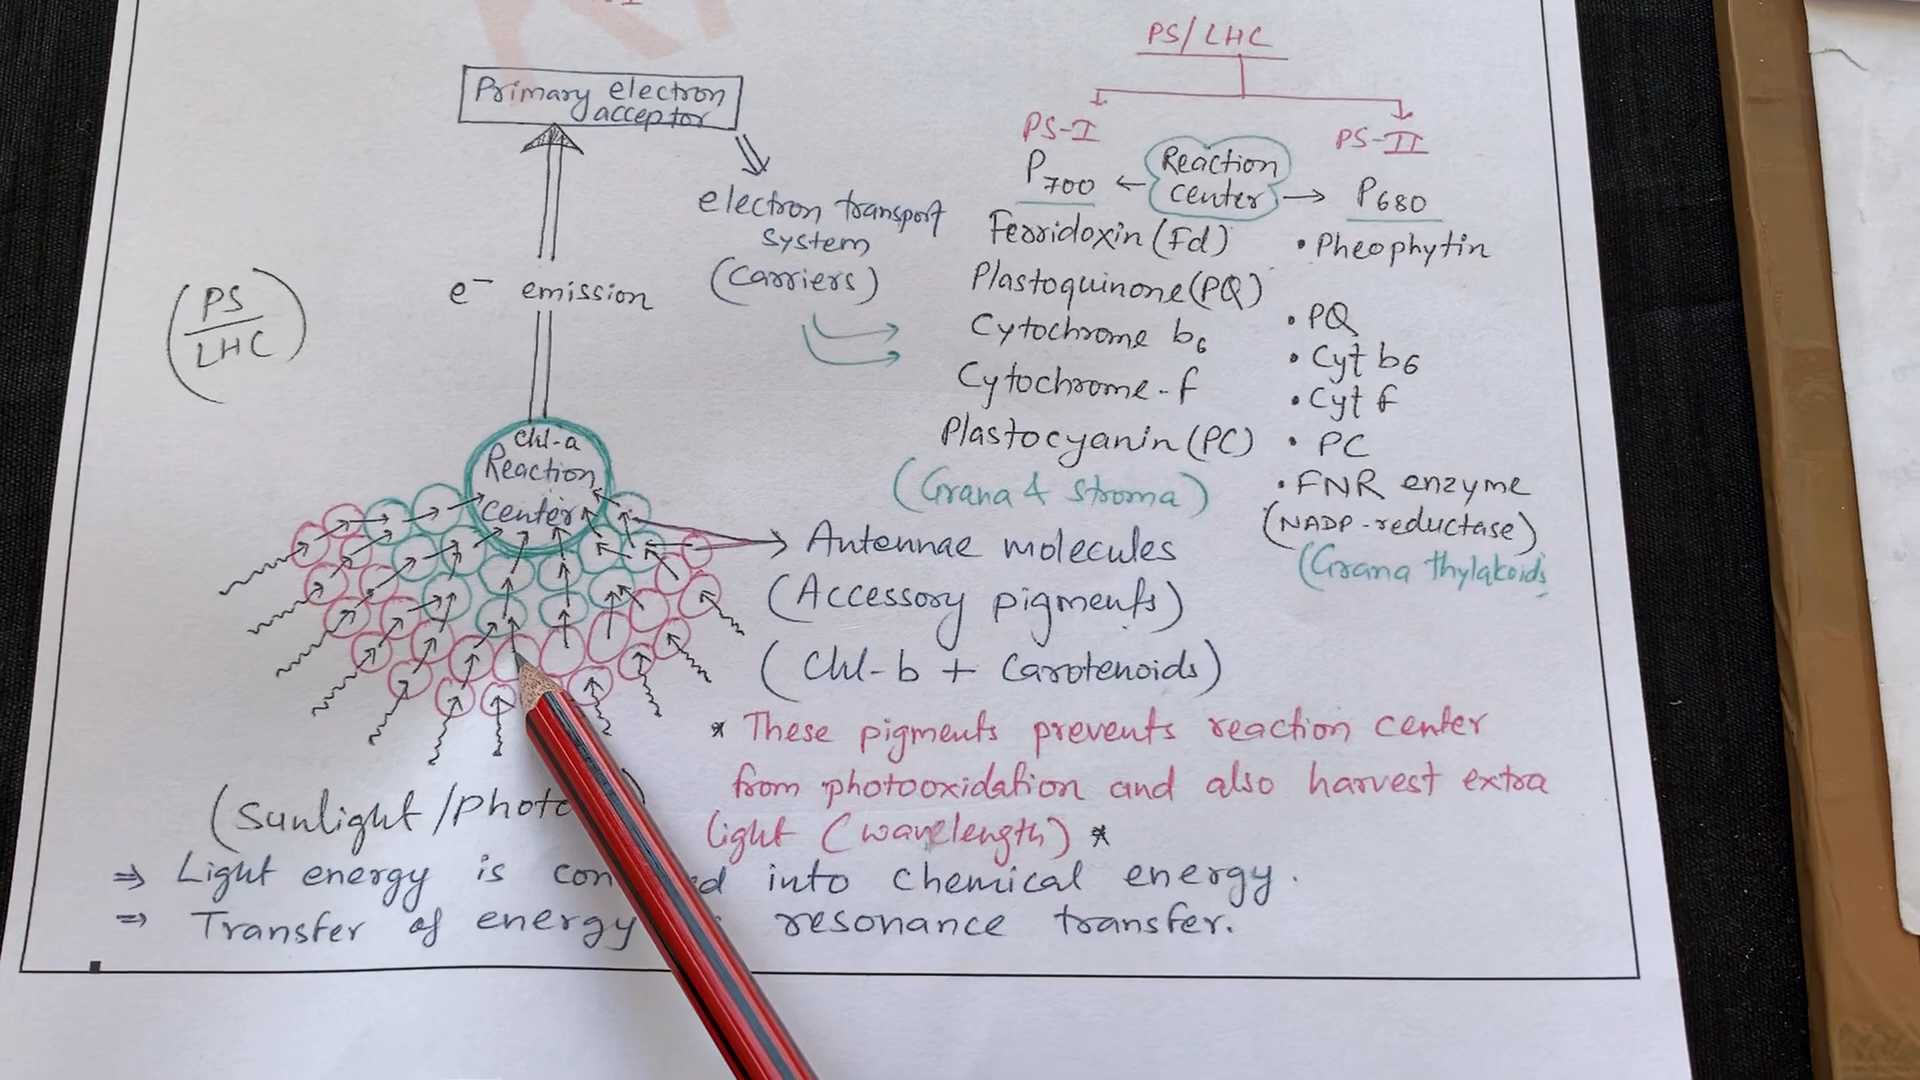 PS/LHC
PS-I
PS-II
P700
Reaction
center
P680
Primary electron
acceptor
electron transport
system
(carriers)
e- emission
(PS
LHC)
Ferridoxin (Fd)
Plastoquinone (PQ)
Cytochrome b6
Cytochrome-f
Plastocyanin (PC)
(Grana & stroma)
• Pheophytin
• PQ
• Cyt b6
• Cyt f
• PC
• FNR enzyme
(NADP-reductase)
(Grana thylakoids
Chl-a
Reaction
Center
Antennae molecules
(Accessory pigments)
(Chl-b + Carotenoids)
* These pigments prevents reaction center
from photooxidation and also harvest extra
light (wavelength) *
(Sunlight/Photo )
⇒ Light energy is con ed into chemical energy.
⇒ Transfer of energy resonance transfer.